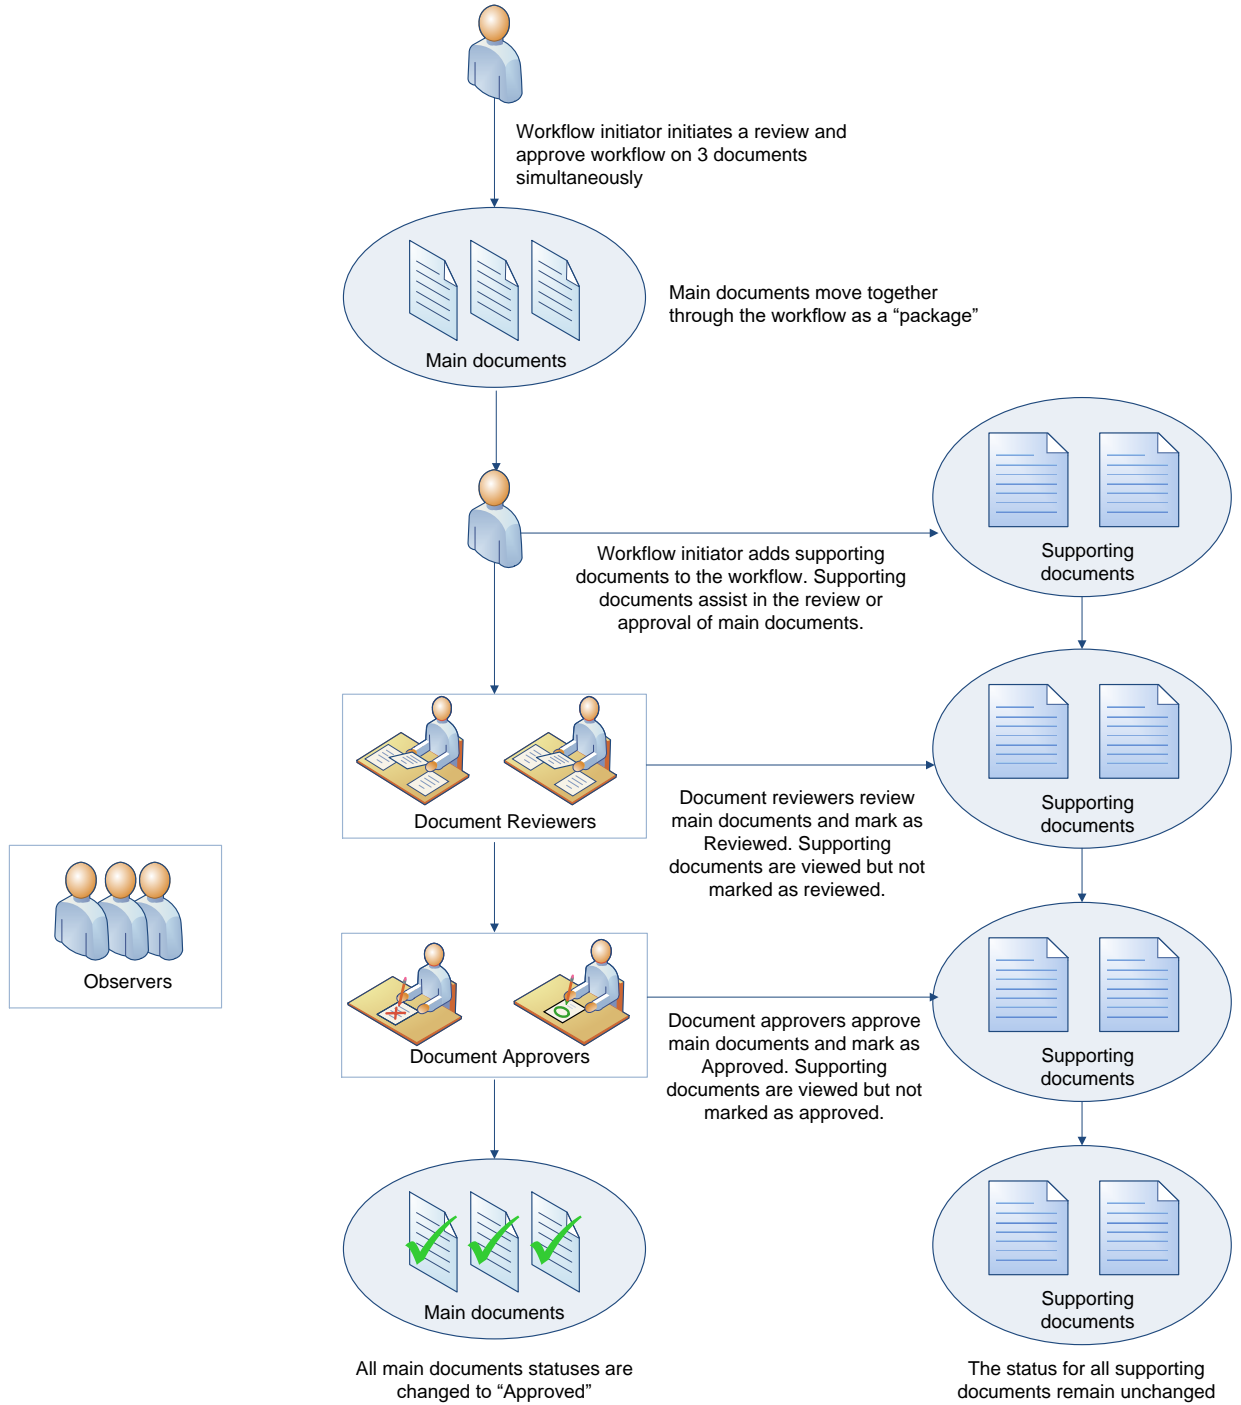 Workflow initiator initiates a review and
approve workflow on 3 documents
simultaneously
Main documents
Main documents move together
through the workflow as a “package”
Supporting
documents
Workflow initiator adds supporting
documents to the workflow. Supporting
documents assist in the review or
approval of main documents.
Document Reviewers
Supporting
documents
Document reviewers review
main documents and mark as
Reviewed. Supporting
documents are viewed but not
marked as reviewed.
Observers
Document Approvers
Supporting
documents
Document approvers approve
main documents and mark as
Approved. Supporting
documents are viewed but not
marked as approved.
Main documents
Supporting
documents
All main documents statuses are
changed to “Approved”
The status for all supporting
documents remain unchanged